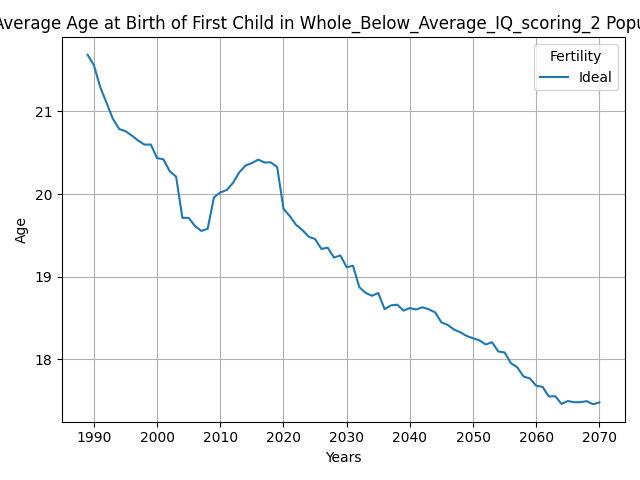 Average Age at Birth of First Child in Whole_Below_Average_IQ_scoring_2
Fertility
Ideal
Age
21
20
19
18
1990 2000 2010 2020 2030 2040 2050 2060 2070
Years